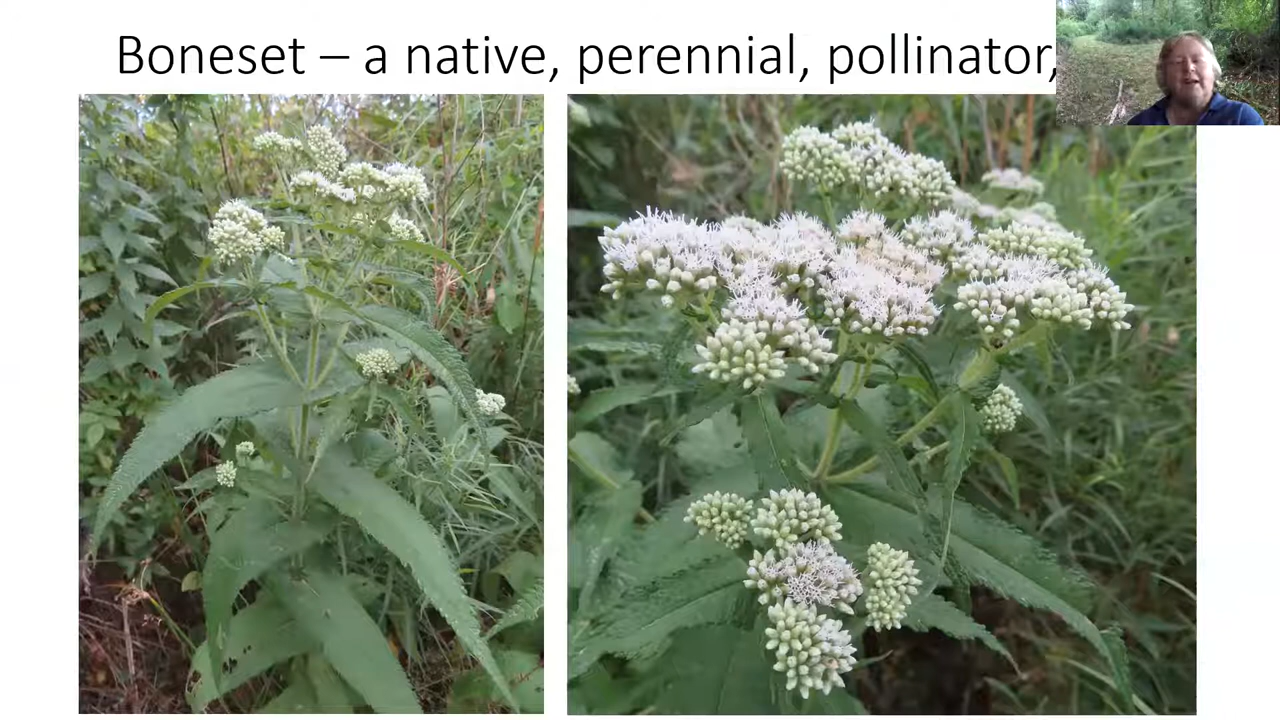 Boneset – a native, perennial, pollinator,